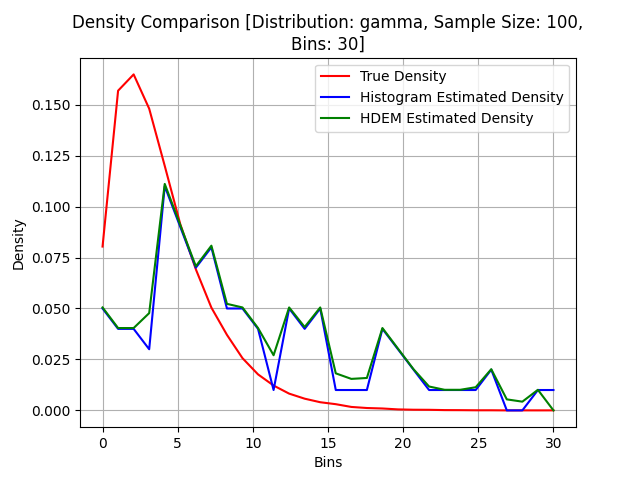 Density Comparison [Distribution: gamma, Sample Size: 100,
Bins: 30]
True Density
Histogram Estimated Density
HDEM Estimated Density
Density
0.150
0.125
0.100
0.075
0.050
0.025
0.000
0 5 10 15 20 25 30
Bins